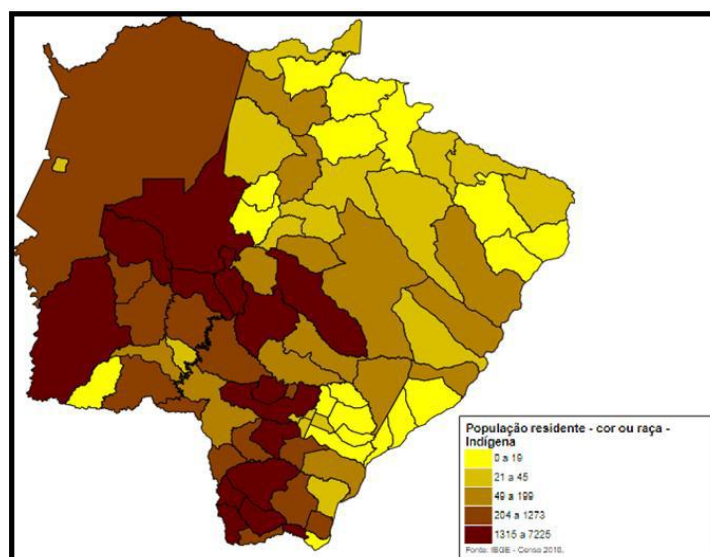 População residente - cor ou raça -
Indígena
0 a 19
21 a 45
49 a 199
204 a 1273
1315 a 7225
Fonte: IBGE - Censo 2010.